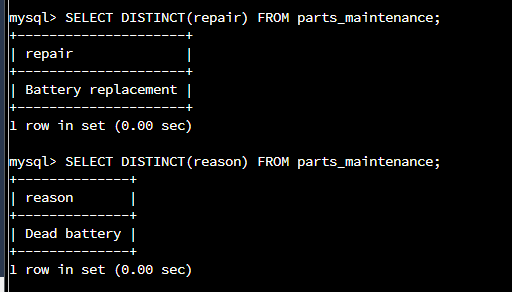 mysql> SELECT DISTINCT(repair) FROM parts_maintenance;
+---------------------+
| repair              |
+---------------------+
| Battery replacement |
+---------------------+
1 row in set (0.00 sec)

mysql> SELECT DISTINCT(reason) FROM parts_maintenance;
+--------------+
| reason       |
+--------------+
| Dead battery |
+--------------+
1 row in set (0.00 sec)